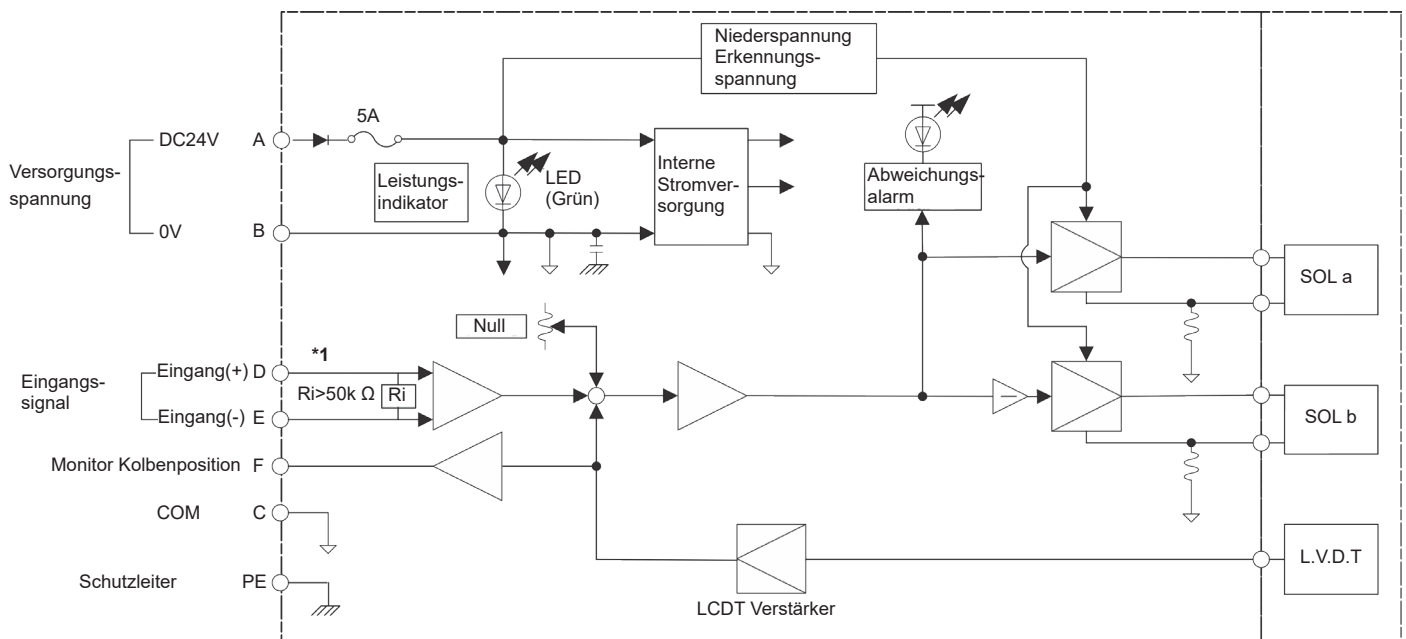 Niederspannung
Erkennungs-
spannung
5A
DC24V
A
Versorgungs-
spannung
Leistungs-
indikator
LED
(Grün)
Interne
Stromver-
sorgung
Abweichungs-
alarm
0V
B
SOL a
Null
*1
Eingangs-
signal
Eingang(+)
D
Ri>50k Ω
Ri
Eingang(-)
E
SOL b
Monitor Kolbenposition
F
COM
C
L.V.D.T
Schutzleiter
PE
LCDT Verstärker